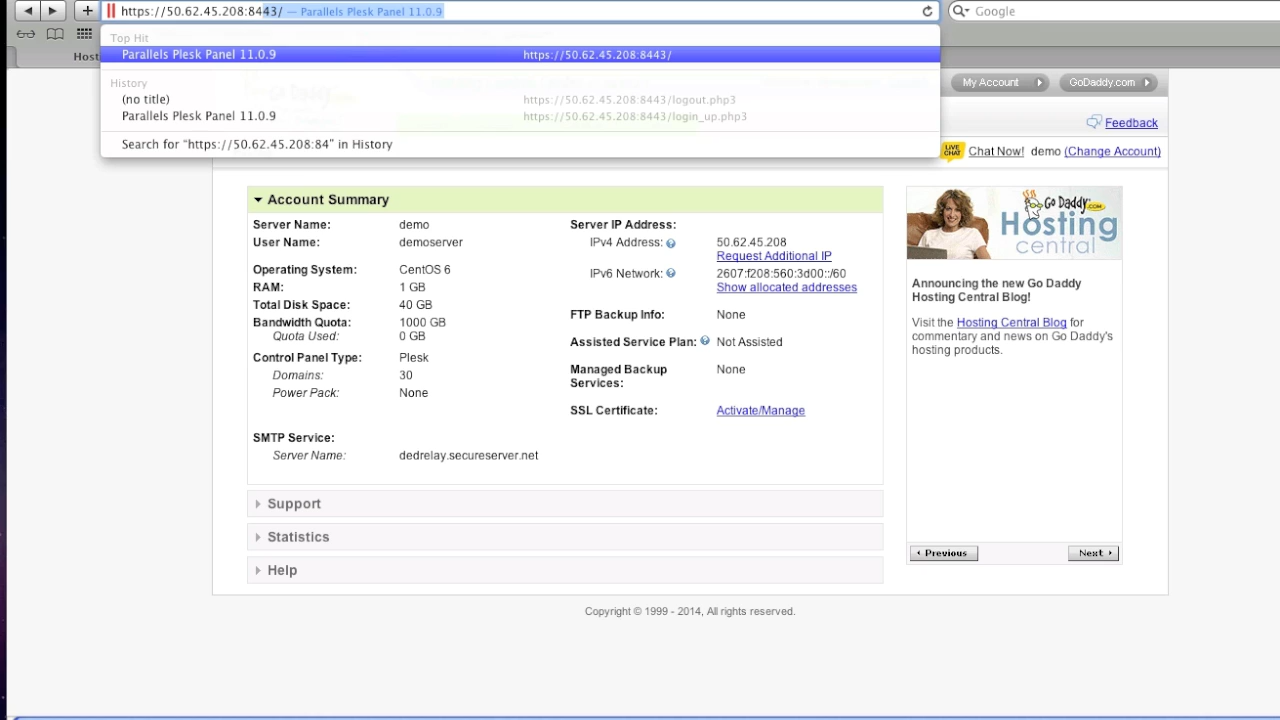 https://50.62.45.208:8443/ — Parallels Plesk Panel 11.0.9
Google
Top Hit
Parallels Plesk Panel 11.0.9 https://50.62.45.208:8443/
History
(no title) https://50.62.45.208:8443/logout.php3
Parallels Plesk Panel 11.0.9 https://50.62.45.208:8443/login_up.php3
Search for “https://50.62.45.208:84” in History
Host
My Account
GoDaddy.com
Feedback
LIVE CHAT Chat Now! demo (Change Account)
Account Summary
Server Name: demo
User Name: demoserver
Operating System: CentOS 6
RAM: 1 GB
Total Disk Space: 40 GB
Bandwidth Quota: 1000 GB
Quota Used: 0 GB
Control Panel Type: Plesk
Domains: 30
Power Pack: None
SMTP Service:
Server Name: dedrelay.secureserver.net
Server IP Address:
IPv4 Address: 50.62.45.208
Request Additional IP
IPv6 Network: 2607:f208:560:3d00::/60
Show allocated addresses
FTP Backup Info: None
Assisted Service Plan: Not Assisted
Managed Backup None
Services:
SSL Certificate: Activate/Manage
Go Daddy.COM
Hosting
central
Announcing the new Go Daddy
Hosting Central Blog!
Visit the Hosting Central Blog for
commentary and news on Go Daddy's
hosting products.
Previous
Next
Support
Statistics
Help
Copyright © 1999 - 2014, All rights reserved.